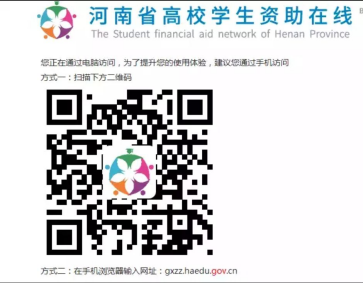 河南省高校学生资助在线
The Student financial aid network of Henan Province
您正在通过电脑访问，为了提升您的使用体验，建议您通过手机访问
方式一：扫描下方二维码
方式二：在手机浏览器输入网址：gxzz.haedu.gov.cn